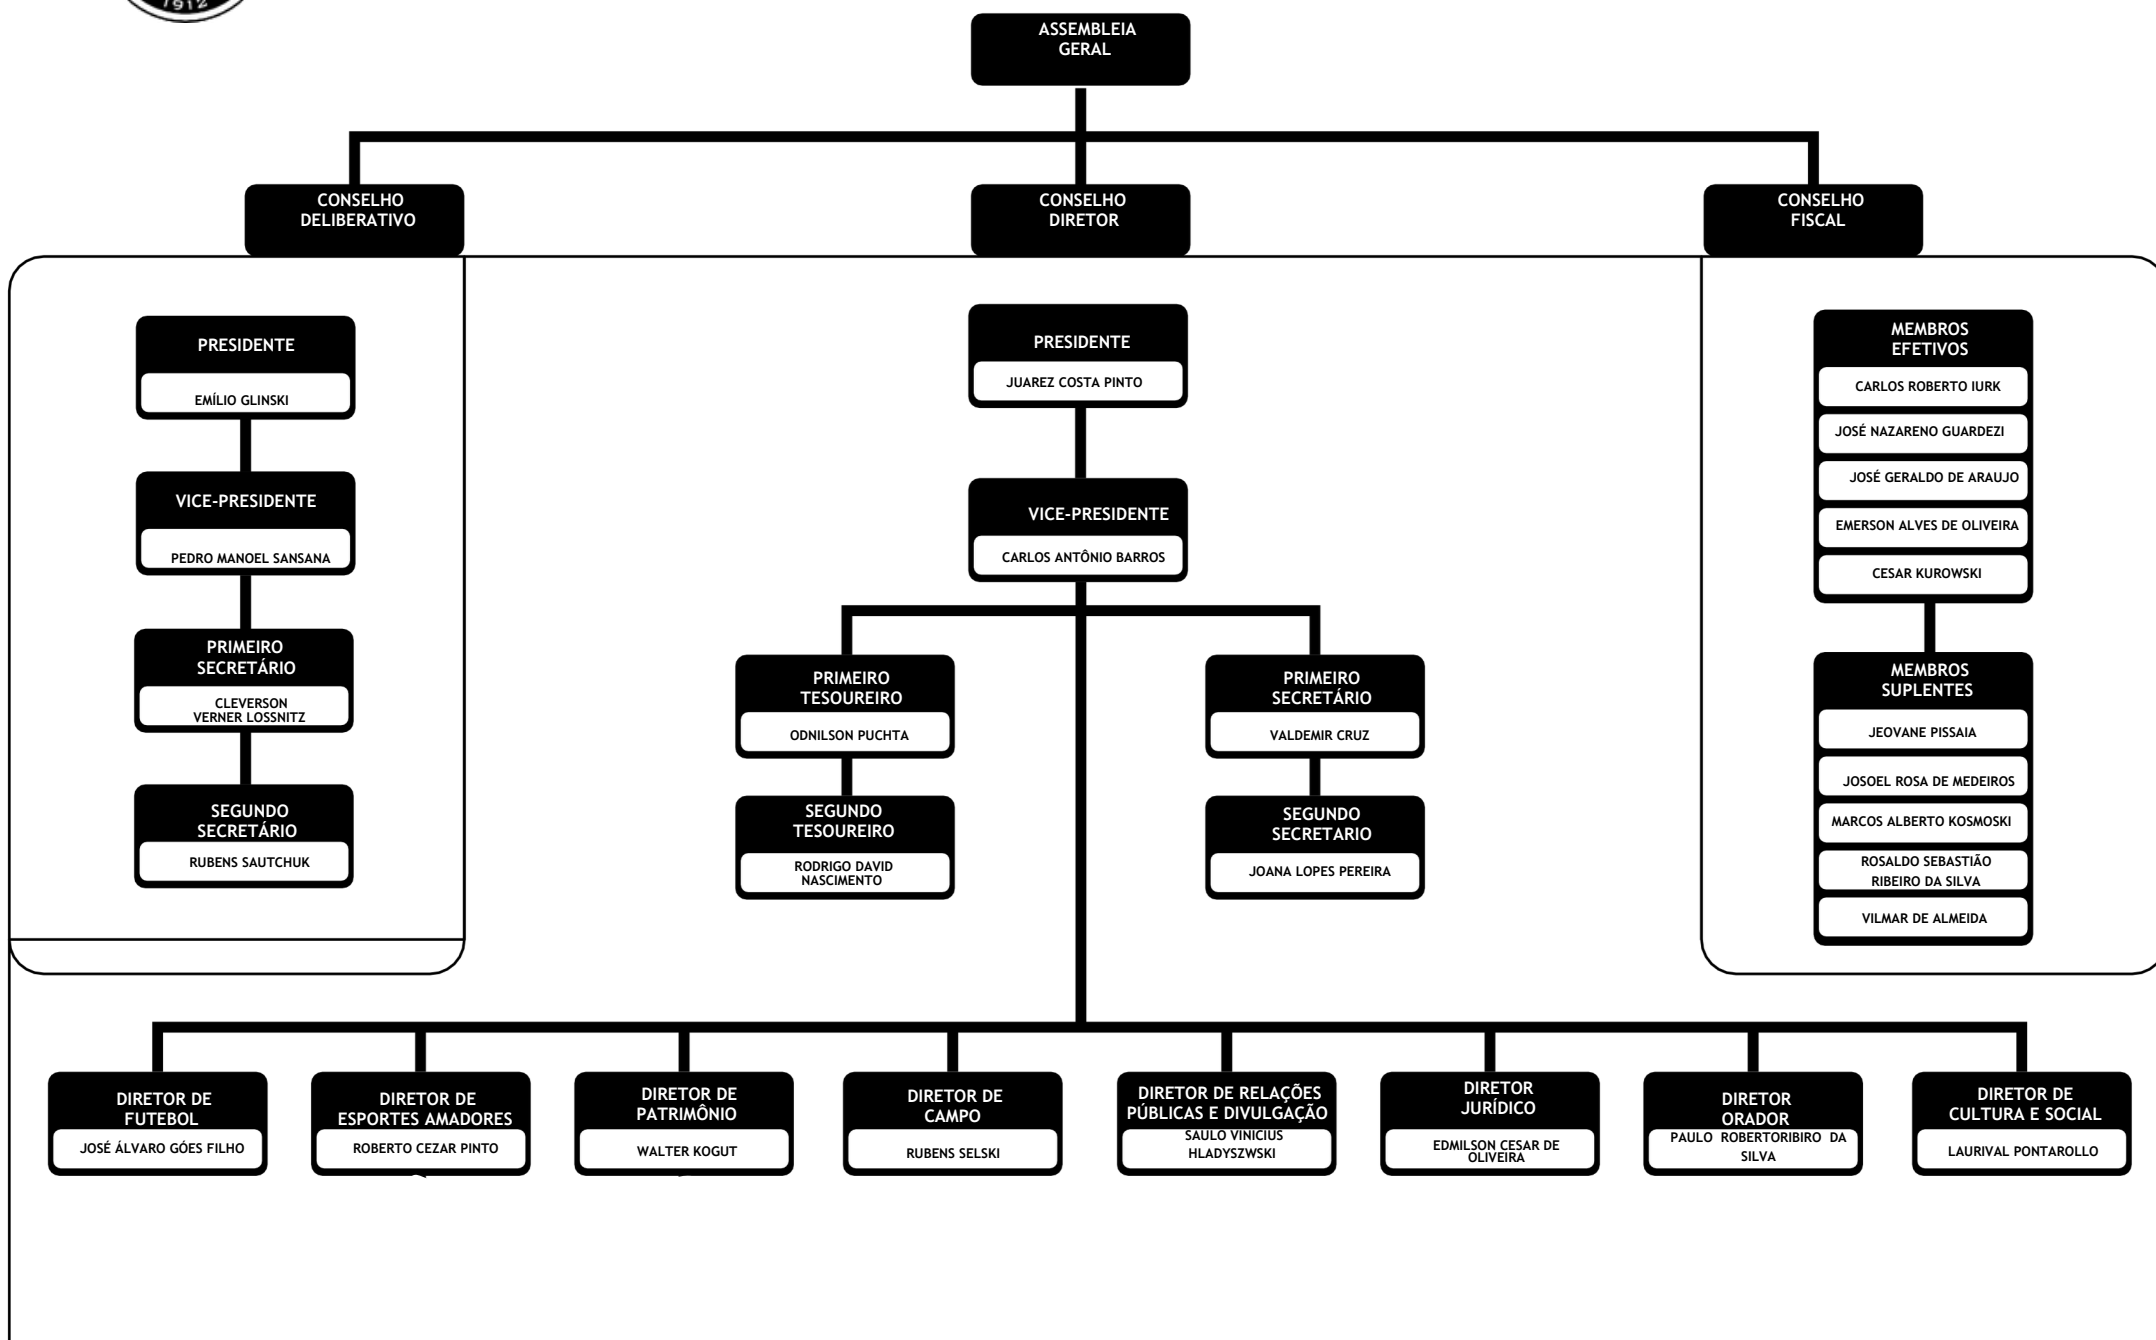 1912
ASSEMBLEIA
GERAL
CONSELHO
DELIBERATIVO
CONSELHO
DIRETOR
CONSELHO
FISCAL
PRESIDENTE
EMÍLIO GLINSKI
VICE-PRESIDENTE
PEDRO MANOEL SANSANA
PRIMEIRO
SECRETÁRIO
CLEVERSON
VERNER LOSSNITZ
SEGUNDO
SECRETÁRIO
RUBENS SAUTCHUK
PRESIDENTE
JUAREZ COSTA PINTO
VICE-PRESIDENTE
CARLOS ANTÔNIO BARROS
PRIMEIRO
TESOUREIRO
ODNILSON PUCHTA
SEGUNDO
TESOUREIRO
RODRIGO DAVID
NASCIMENTO
PRIMEIRO
SECRETÁRIO
VALDEMIR CRUZ
SEGUNDO
SECRETARIO
JOANA LOPES PEREIRA
MEMBROS
EFETIVOS
CARLOS ROBERTO IURK
JOSÉ NAZARENO GUARDEZI
JOSÉ GERALDO DE ARAUJO
EMERSON ALVES DE OLIVEIRA
CESAR KUROWSKI
MEMBROS
SUPLENTES
JEOVANE PISSAIA
JOSOEL ROSA DE MEDEIROS
MARCOS ALBERTO KOSMOSKI
ROSALDO SEBASTIÃO
RIBEIRO DA SILVA
VILMAR DE ALMEIDA
DIRETOR DE
FUTEBOL
JOSÉ ÁLVARO GÓES FILHO
DIRETOR DE
ESPORTES AMADORES
ROBERTO CEZAR PINTO
DIRETOR DE
PATRIMÔNIO
WALTER KOGUT
DIRETOR DE
CAMPO
RUBENS SELSKI
DIRETOR DE RELAÇÕES
PÚBLICAS E DIVULGAÇÃO
SAULO VINICIUS
HLADYSZWSKI
DIRETOR
JURÍDICO
EDMILSON CESAR DE
OLIVEIRA
DIRETOR
ORADOR
PAULO ROBERTORIBIRO DA
SILVA
DIRETOR DE
CULTURA E SOCIAL
LAURIVAL PONTAROLLO